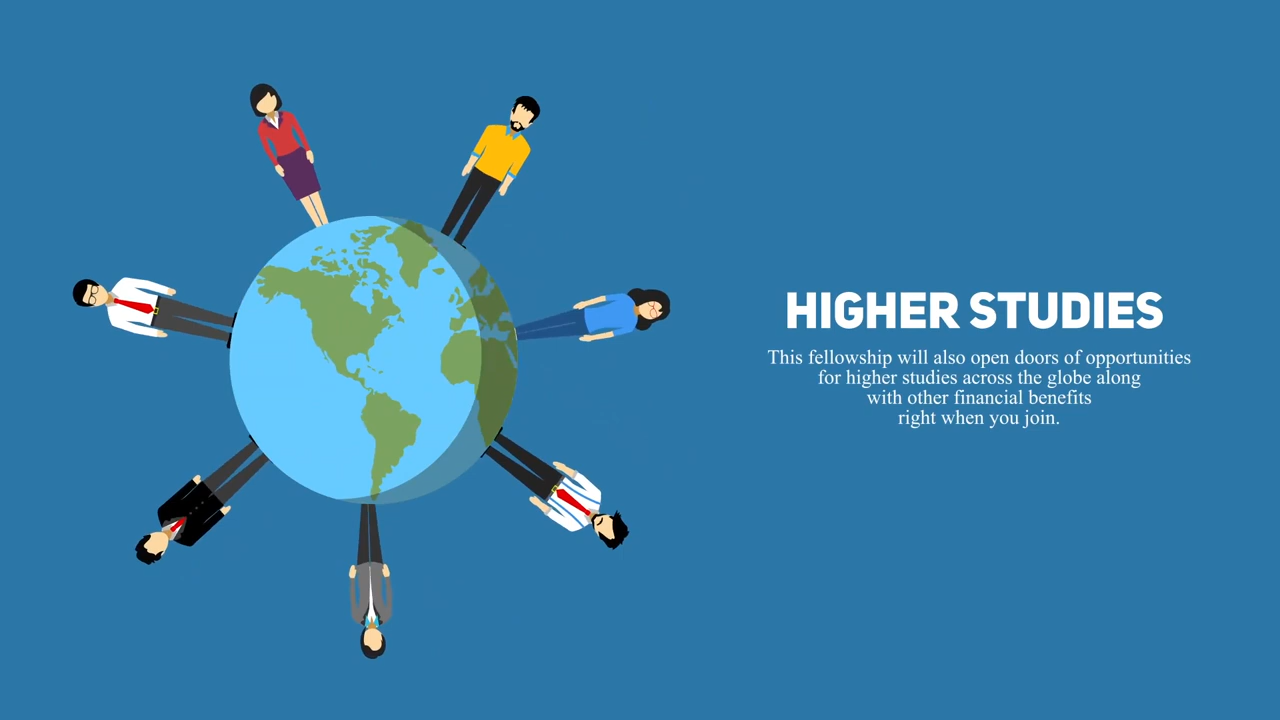 HIGHER STUDIES
This fellowship will also open doors of opportunities
for higher studies across the globe along
with other financial benefits
right when you join.